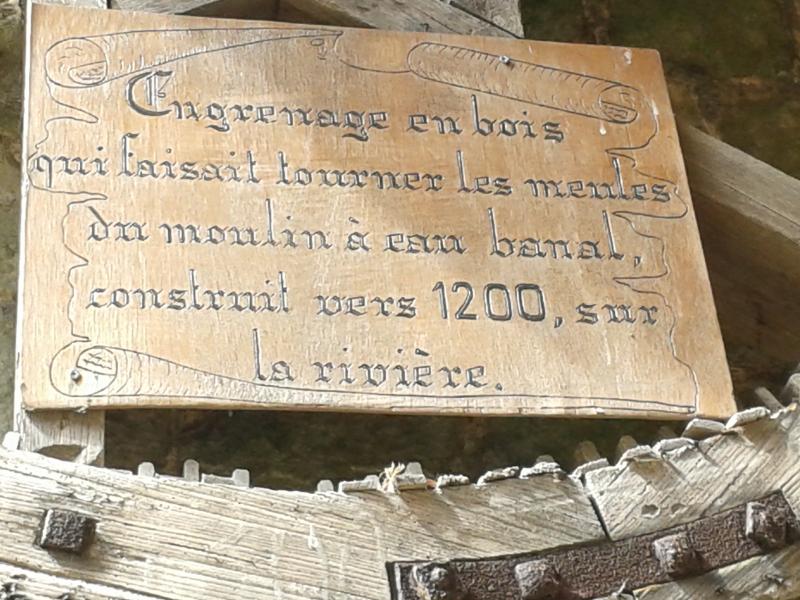 Engrenage en bois
qui faisait tourner les meules
du moulin à eau banal,
construit vers 1200, sur
la rivière.